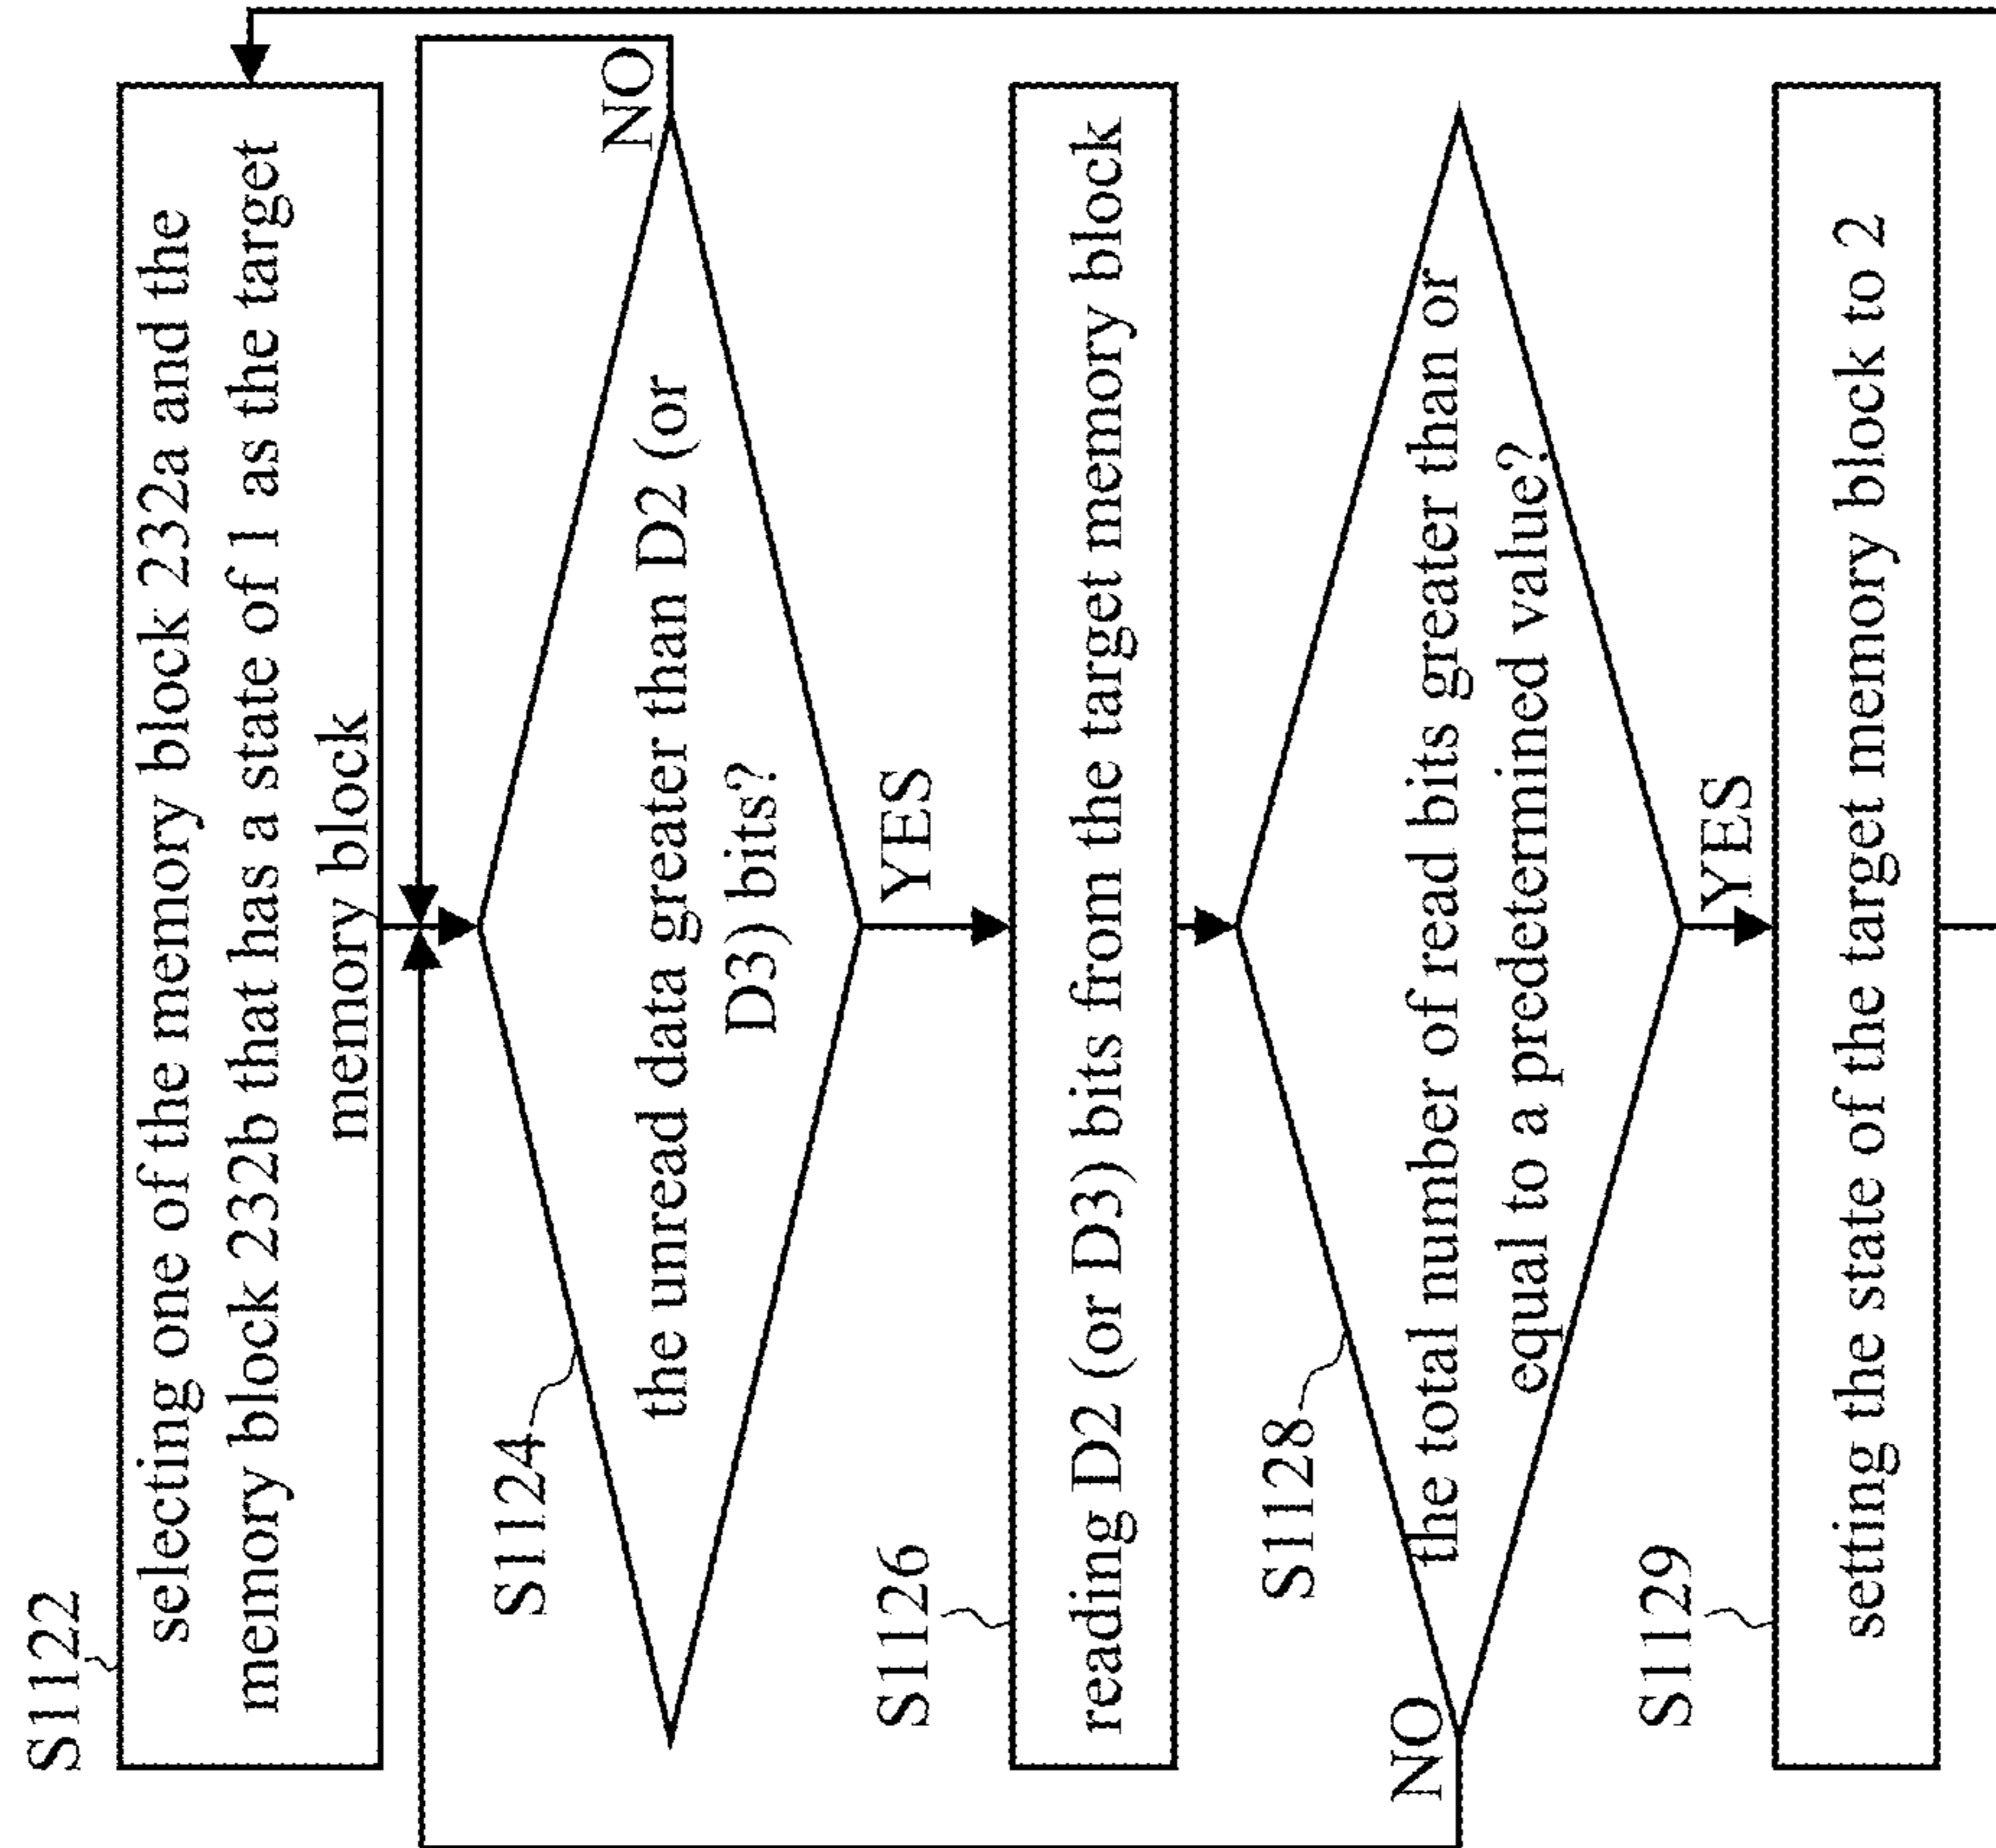 S1122
selecting one of the memory block 232a and the
memory block 232b that has a state of 1 as the target
memory block
S1124
NO
the unread data greater than D2 (or
D3) bits?
YES
S1126
reading D2 (or D3) bits from the target memory block
S1128
NO
the total number of read bits greater than or
equal to a predetermined value?
YES
S1129
setting the state of the target memory block to 2